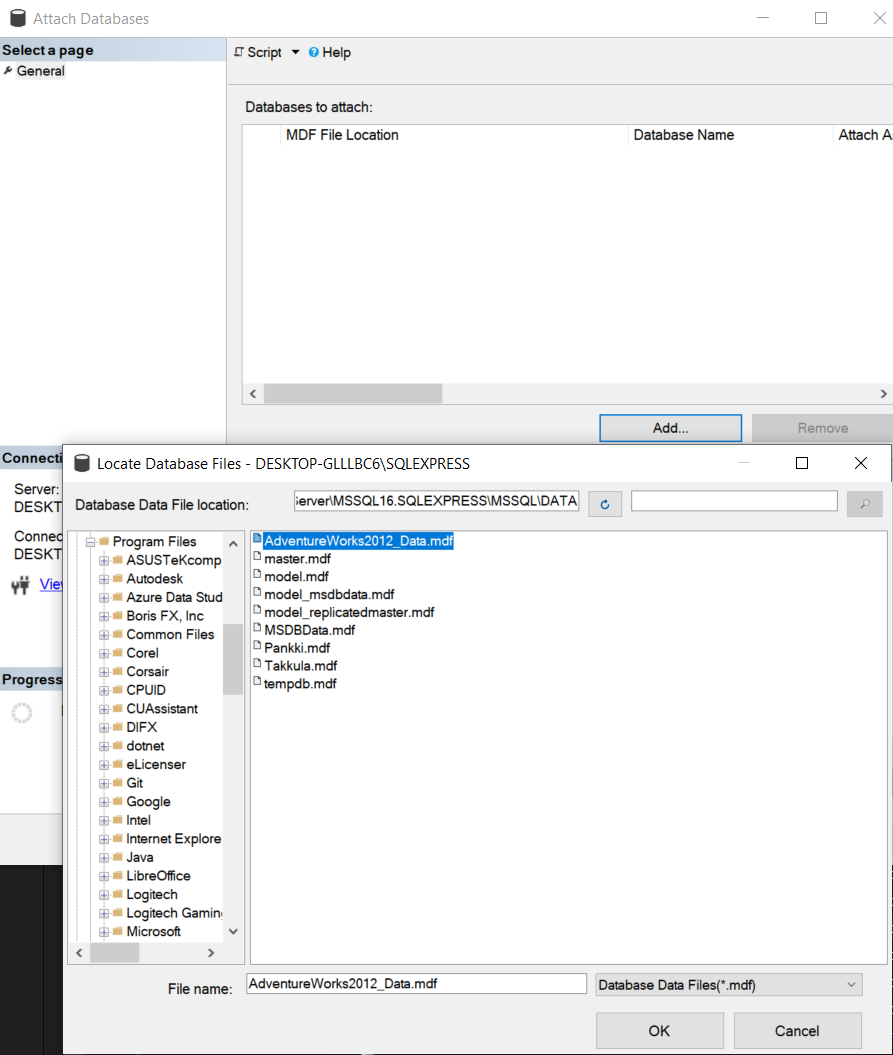 Attach Databases
Select a page
General
Script
Help
Databases to attach:
MDF File Location Database Name Attach A
Add... Remove
Connecti
Server:
DESKT
Connec
DESKT
View
Progress
Locate Database Files - DESKTOP-GLLLBC6\SQLEXPRESS
Database Data File location:
erver\MSSQL16.SQLEXPRESS\MSSQL\DATA
Program Files
ASUSTeKcomp
Autodesk
Azure Data Stud
Boris FX, Inc
Common Files
Corel
Corsair
CPUID
CUAssistant
DIFX
dotnet
eLicenser
Git
Google
Intel
Internet Explore
Java
LibreOffice
Logitech
Logitech Gaming
Microsoft
AdventureWorks2012_Data.mdf
master.mdf
model.mdf
model_msdbdata.mdf
model_replicatedmaster.mdf
MSDBData.mdf
Pankki.mdf
Takkula.mdf
tempdb.mdf
File name:
AdventureWorks2012_Data.mdf
Database Data Files(*.mdf)
OK Cancel